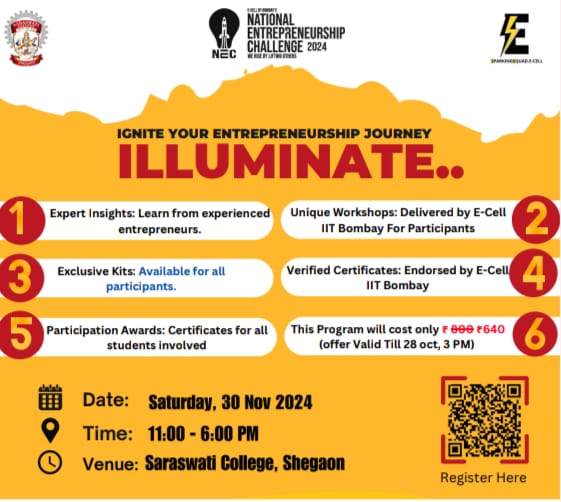 E-CELL IIT BOMBAY'S
NATIONAL
ENTREPRENEURSHIP
CHALLENGE 2024
NEC
WE RISE BY LIFTING OTHERS
E
SPARKINGSQUAD.E-CELL
IGNITE YOUR ENTREPRENEURSHIP JOURNEY
ILLUMINATE..
1
Expert Insights: Learn from experienced
entrepreneurs.
Unique Workshops: Delivered by E-Cell
IIT Bombay For Participants
2
3
Exclusive Kits: Available for all
participants.
Verified Certificates: Endorsed by E-Cell
IIT Bombay
4
5
Participation Awards: Certificates for all
students involved
This Program will cost only ₹ 800 ₹640
(offer Valid Till 28 oct, 3 PM)
6
Date: Saturday, 30 Nov 2024
Time: 11:00 - 6:00 PM
Venue: Saraswati College, Shegaon
Register Here